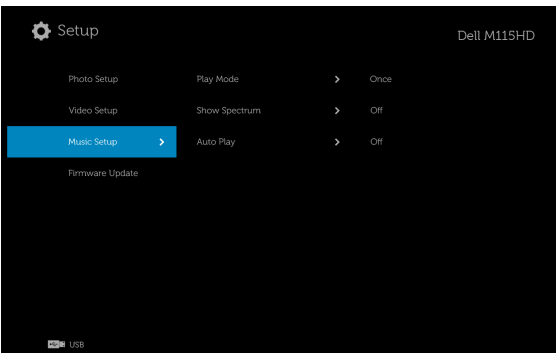 Setup
Dell M115HD
Photo Setup Play Mode > Once
Video Setup Show Spectrum > Off
Music Setup > Auto Play > Off
Firmware Update
USB